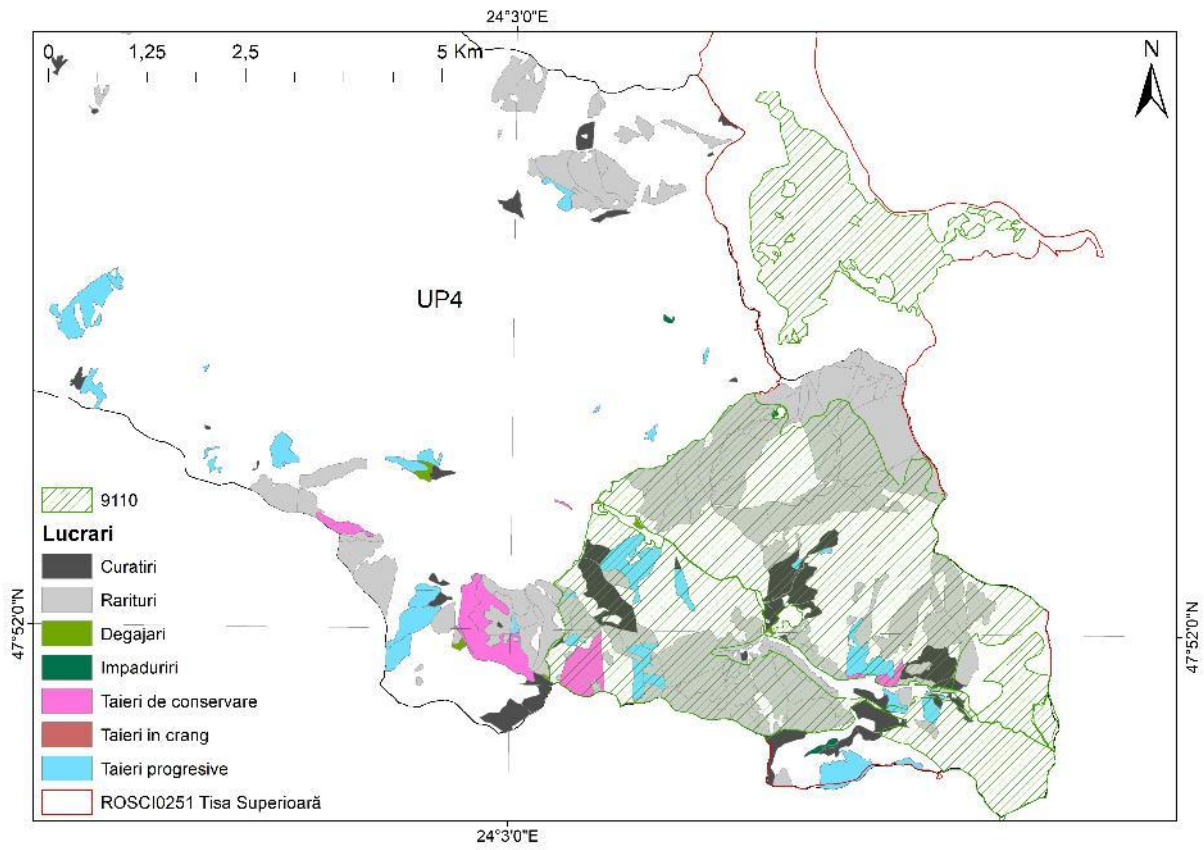 24°3'0"E
0 1,25 2,5 5 Km
N
UP4
9110
Lucrari
Curatiri
Rarituri
Degajari
Impaduriri
Taieri de conservare
Taieri in crang
Taieri progresive
ROSCI0251 Tisa Superioară
47°52'0"N
47°52'0"N
24°3'0"E